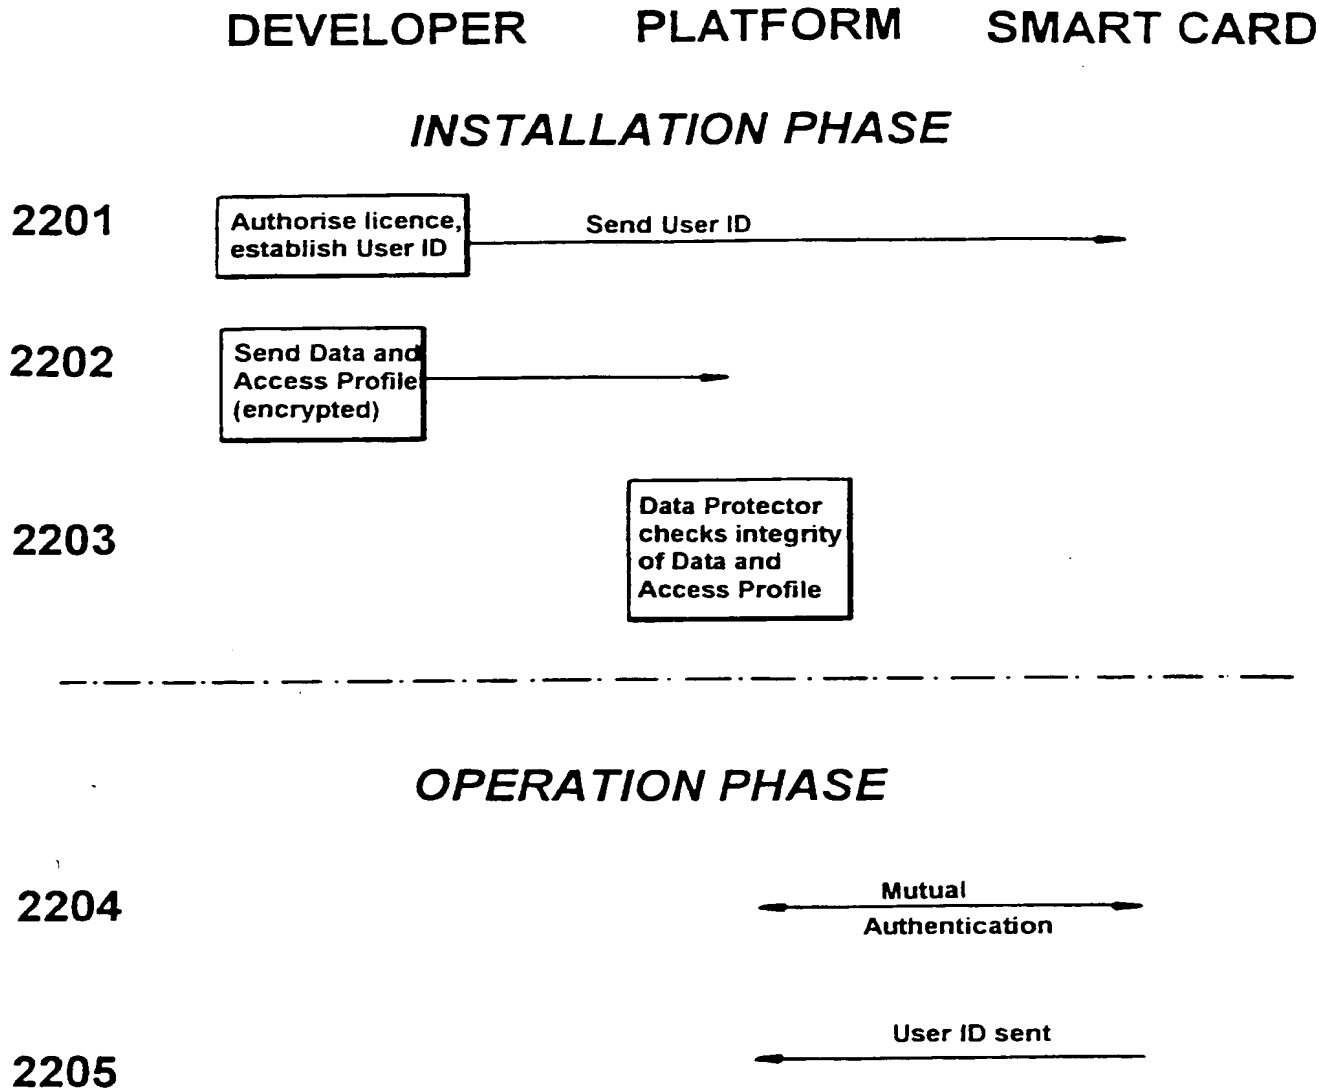 DEVELOPER PLATFORM SMART CARD
INSTALLATION PHASE
2201
Authorise licence,
establish User ID
Send User ID
2202
Send Data and
Access Profile
(encrypted)
2203
Data Protector
checks integrity
of Data and
Access Profile
OPERATION PHASE
2204
Mutual
Authentication
2205
User ID sent